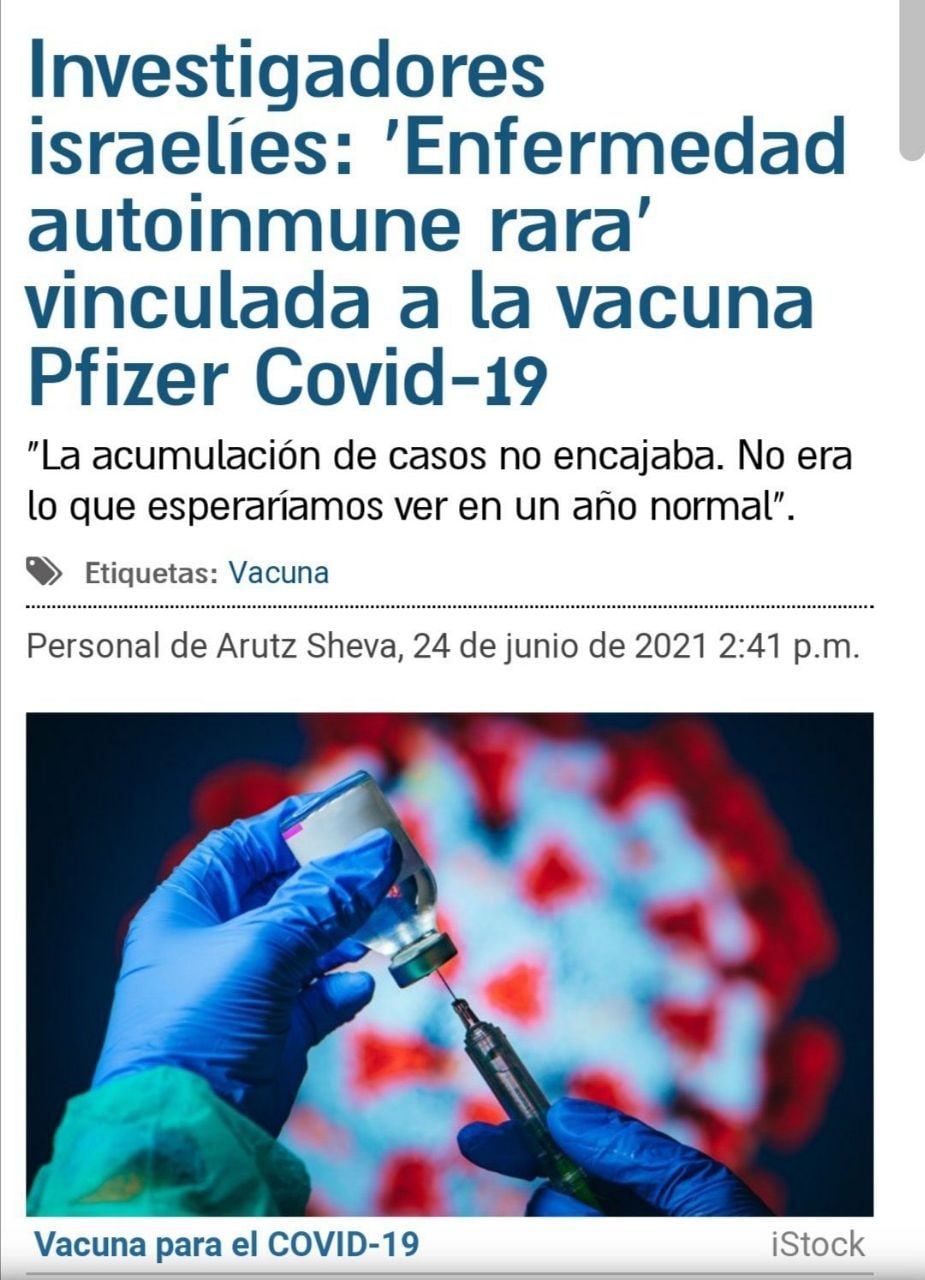 Investigadores
israelíes: 'Enfermedad
autoinmune rara'
vinculada a la vacuna
Pfizer Covid-19
"La acumulación de casos no encajaba. No era
lo que esperaríamos ver en un año normal".
Etiquetas: Vacuna
Personal de Arutz Sheva, 24 de junio de 2021 2:41 p.m.
Vacuna para el COVID-19
iStock